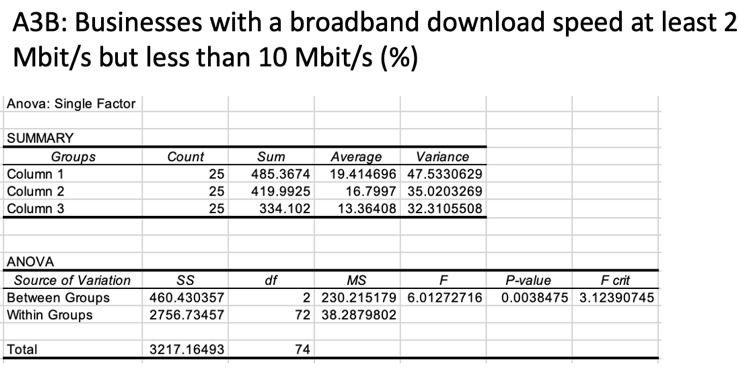 A3B: Businesses with a broadband download speed at least 2
Mbit/s but less than 10 Mbit/s (%)
Anova: Single Factor
SUMMARY
Groups Count Sum Average Variance
Column 1 25 485.3674 19.414696 47.5330629
Column 2 25 419.9925 16.7997 35.0203269
Column 3 25 334.102 13.36408 32.3105508
ANOVA
Source of Variation SS df MS F P-value F crit
Between Groups 460.430357 2 230.215179 6.01272716 0.0038475 3.12390745
Within Groups 2756.73457 72 38.2879802
Total 3217.16493 74